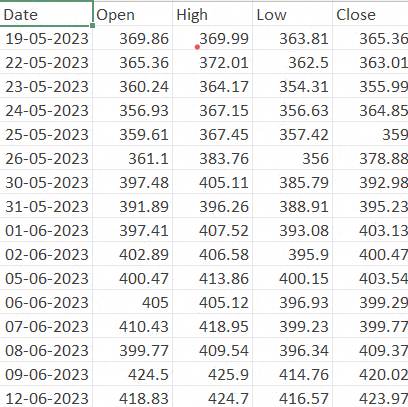 Date Open High Low Close
19-05-2023 369.86 369.99 363.81 365.36
22-05-2023 365.36 372.01 362.5 363.01
23-05-2023 360.24 364.17 354.31 355.99
24-05-2023 356.93 367.15 356.63 364.85
25-05-2023 359.61 367.45 357.42 359
26-05-2023 361.1 383.76 356 378.88
30-05-2023 397.48 405.11 385.79 392.98
31-05-2023 391.89 396.26 388.91 395.23
01-06-2023 397.41 407.52 393.08 403.13
02-06-2023 402.89 406.58 395.9 400.47
05-06-2023 400.47 413.86 400.15 403.54
06-06-2023 405 405.12 396.93 399.29
07-06-2023 410.43 418.95 399.23 399.77
08-06-2023 399.77 409.54 396.34 409.37
09-06-2023 424.5 425.9 414.76 420.02
12-06-2023 418.83 424.7 416.57 423.97